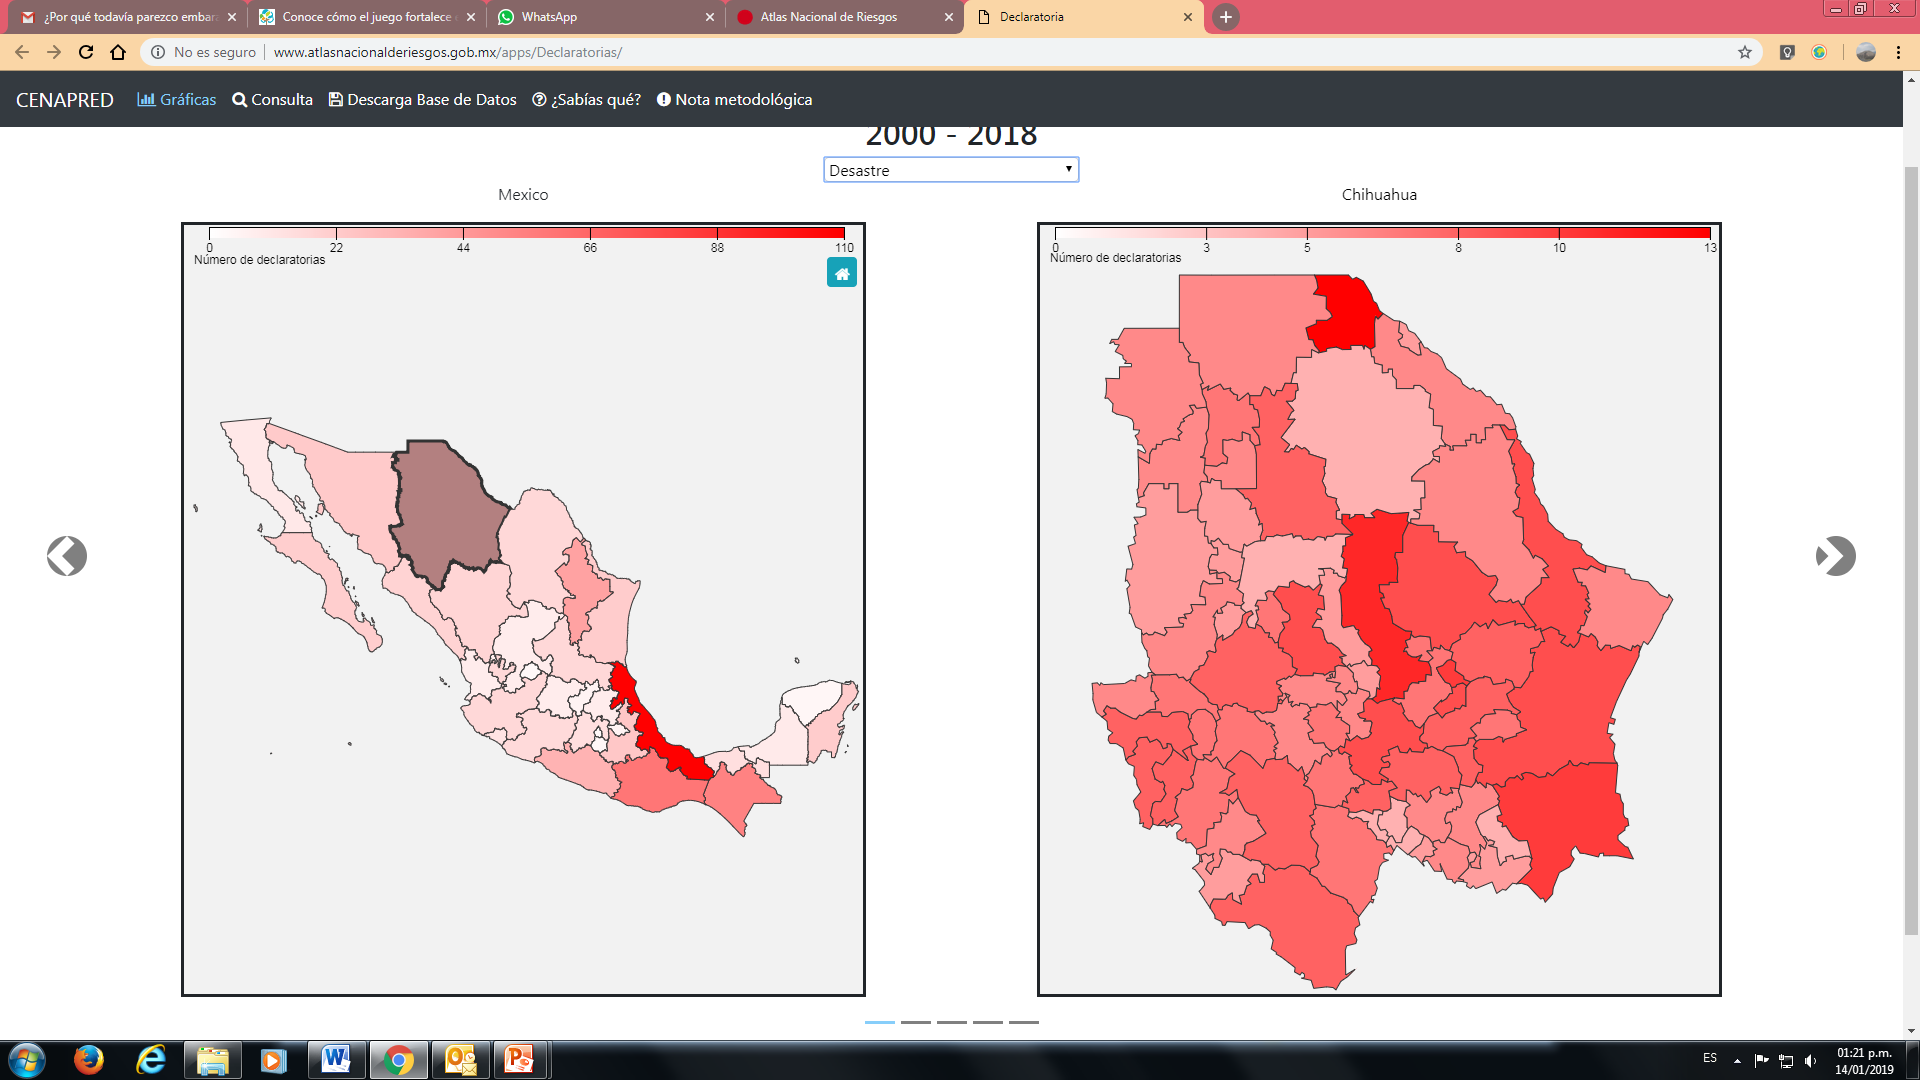 ¿Por qué todavía parezco embar
Conoce cómo el juego fortalece
WhatsApp
Atlas Nacional de Riesgos
Declaratoria
No es seguro
www.atlasnacionalderiesgos.gob.mx/apps/Declaratorias/
CENAPRED
Gráficas
Consulta
Descarga Base de Datos
¿Sabías qué?
Nota metodológica
2000 - 2018
Desastre
Mexico
Chihuahua
0 22 44 66 88 110
Número de declaratorias
0 3 5 8 10 13
Número de declaratorias
ES
01:21 p.m.
14/01/2019